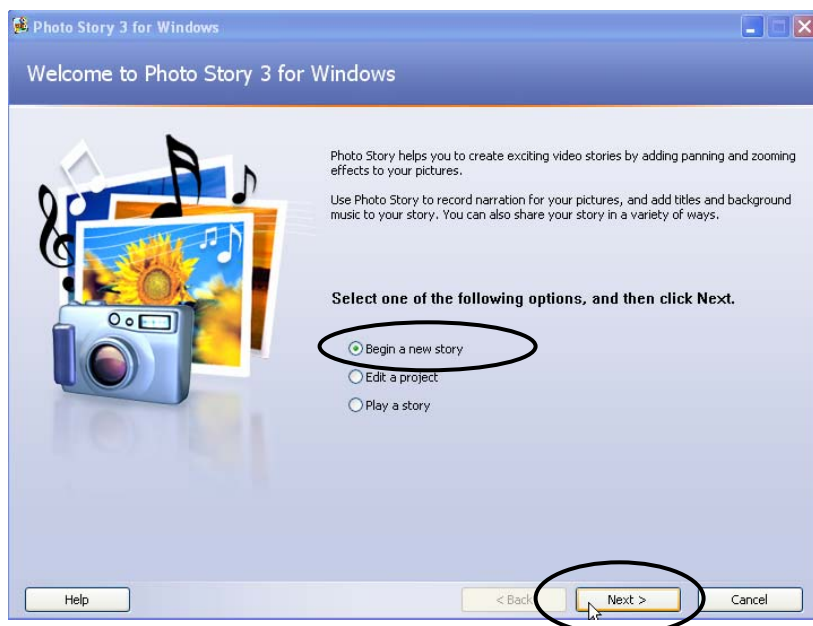 Photo Story 3 for Windows
Welcome to Photo Story 3 for Windows
Photo Story helps you to create exciting video stories by adding panning and zooming
effects to your pictures.
Use Photo Story to record narration for your pictures, and add titles and background
music to your story. You can also share your story in a variety of ways.
Select one of the following options, and then click Next.
Begin a new story
Edit a project
Play a story
Help
< Back
Next >
Cancel